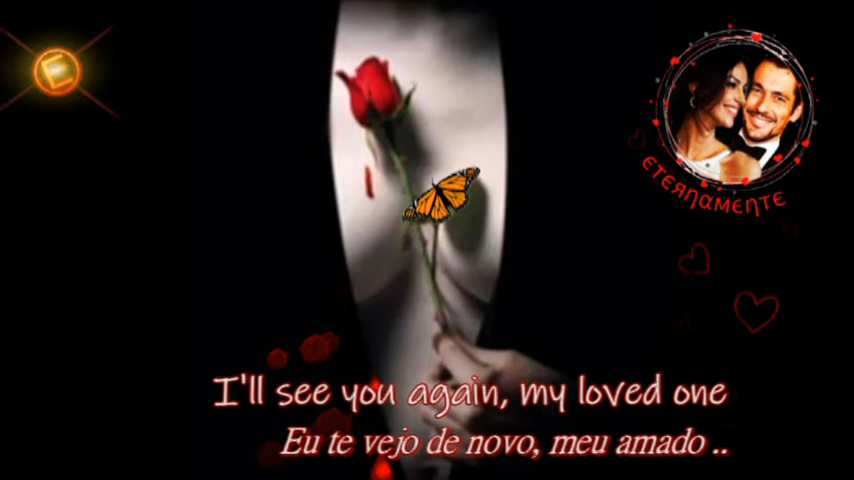 E
ETERNAMENTE
I'll see you again, my loved one
Eu te vejo de novo, meu amado ..